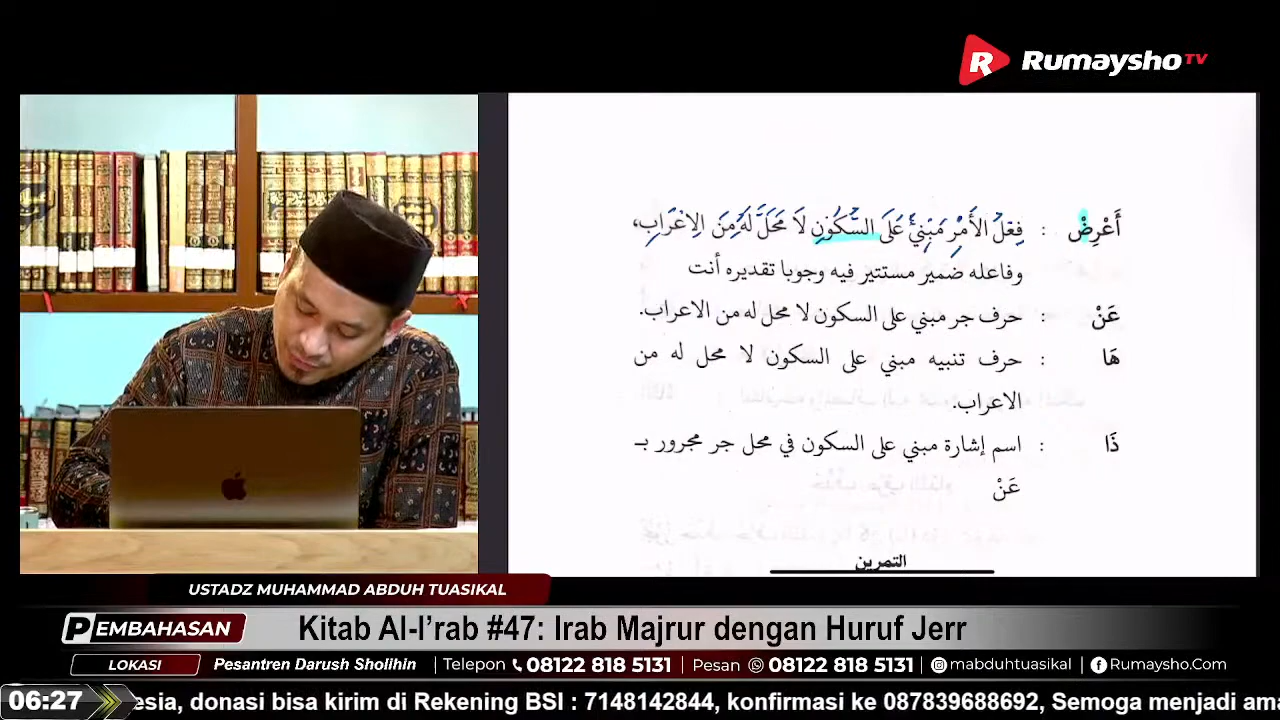 Rumaysho TV
أَعْرِضْ : فِعْلُ الأَمْرِ مَبْنِيٌّ عَلَى السُّكُوْنِ لَا مَحَلَّ لَهُ مِنَ الِاعْرَابِ،
وفاعله ضمير مستتير فيه وجوبا تقديره أنت
عَنْ : حرف جر مبني على السكون لا محل له من الاعراب.
هَا : حرف تنبيه مبني على السكون لا محل له من
الاعراب.
ذَا : اسم إشارة مبني على السكون في محل جر مجرور بـ
عَنْ
التمرين
USTADZ MUHAMMAD ABDUH TUASIKAL
PEMBAHASAN
Kitab Al-I’rab #47: Irab Majrur dengan Huruf Jerr
LOKASI Pesantren Darush Sholihin | Telepon 08122 818 5131 | Pesan 08122 818 5131 | mabduhtuasikal | Rumaysho.Com
06:27 esia, donasi bisa kirim di Rekening BSI : 7148142844, konfirmasi ke 087839688692, Semoga menjadi ama